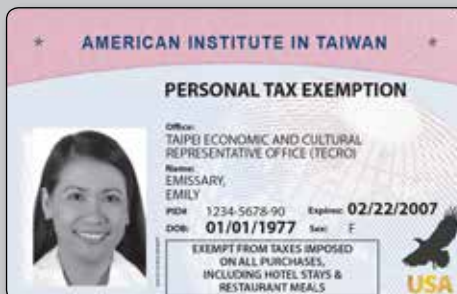 ★ AMERICAN INSTITUTE IN TAIWAN ★
PERSONAL TAX EXEMPTION
Office:
TAIPEI ECONOMIC AND CULTURAL
REPRESENTATIVE OFFICE (TECRO)
Name:
EMISSARY,
EMILY
PID# 1234-5678-90 Expires: 02/22/2007
DOB: 01/01/1977 Sex: F
EXEMPT FROM TAXES IMPOSED
ON ALL PURCHASES,
INCLUDING HOTEL STAYS &
RESTAURANT MEALS
USA